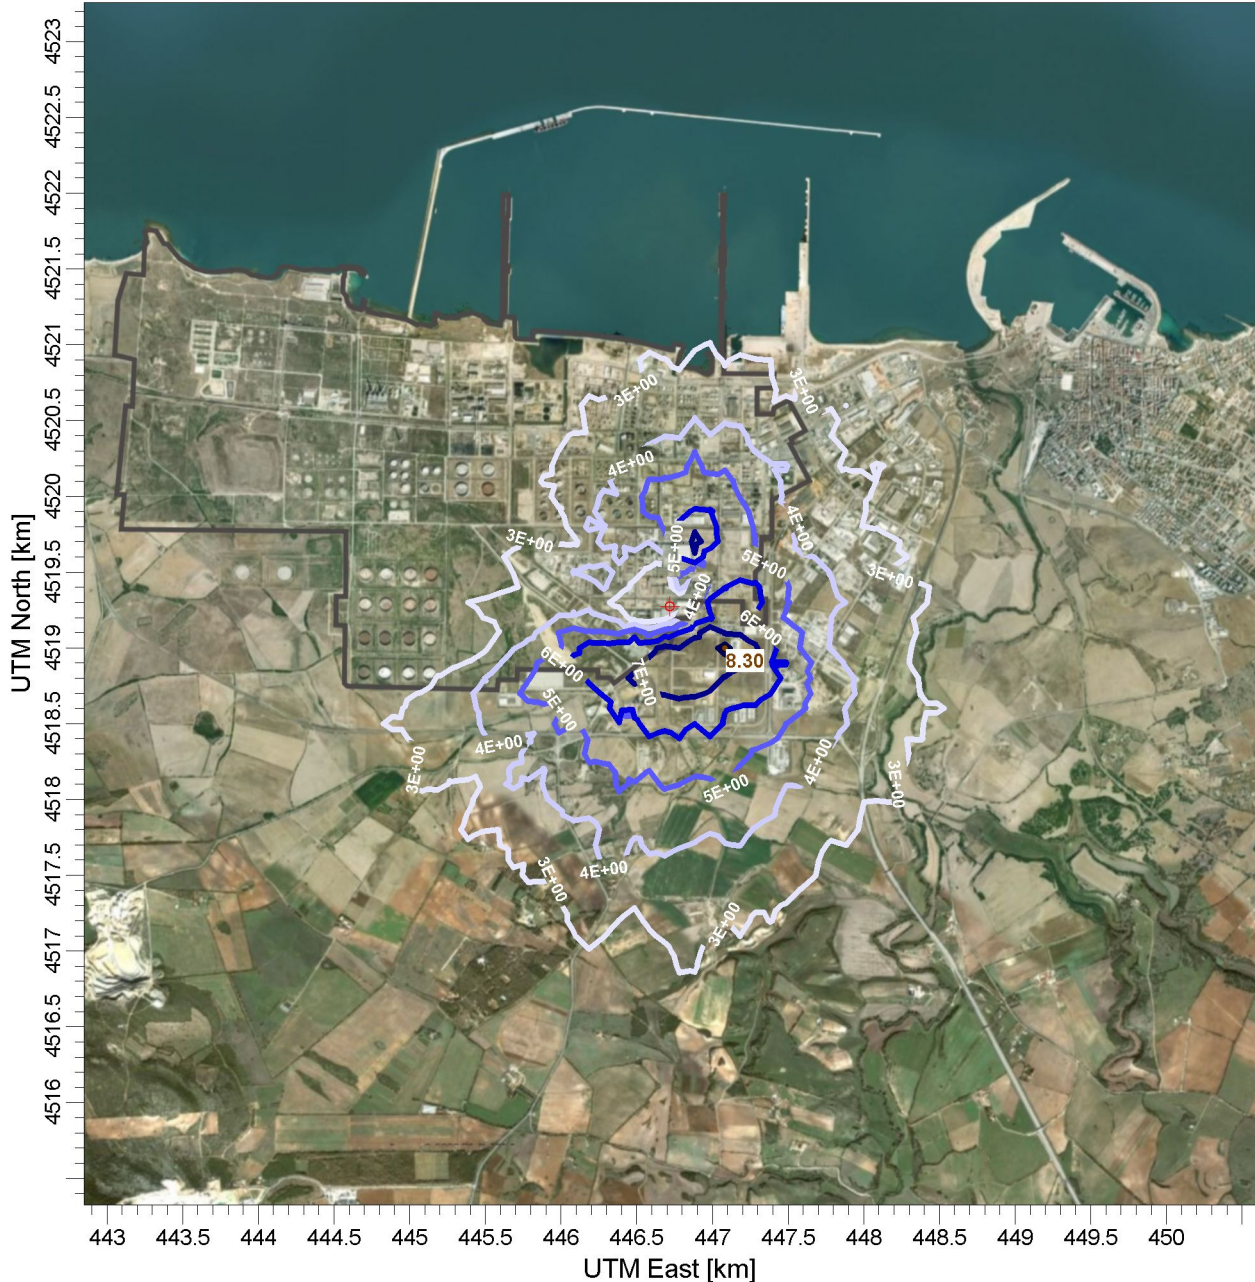 UTM North [km]
4523
4522.5
4522
4521.5
4521
4520.5
4520
4519.5
4519
4518.5
4518
4517.5
4517
4516.5
4516
3E+00
3E+00
4E+00
3E+00
4E+00
5E+00
5E+00
3E+00
4E+00
6E+00
8.30
6E+00
7E+00
5E+00
4E+00
3E+00
5E+00
4E+00
3E+00
4E+00
3E+00
3E+00
443
443.5
444
444.5
445
445.5
446
446.5
447
447.5
448
448.5
449
449.5
450
UTM East [km]